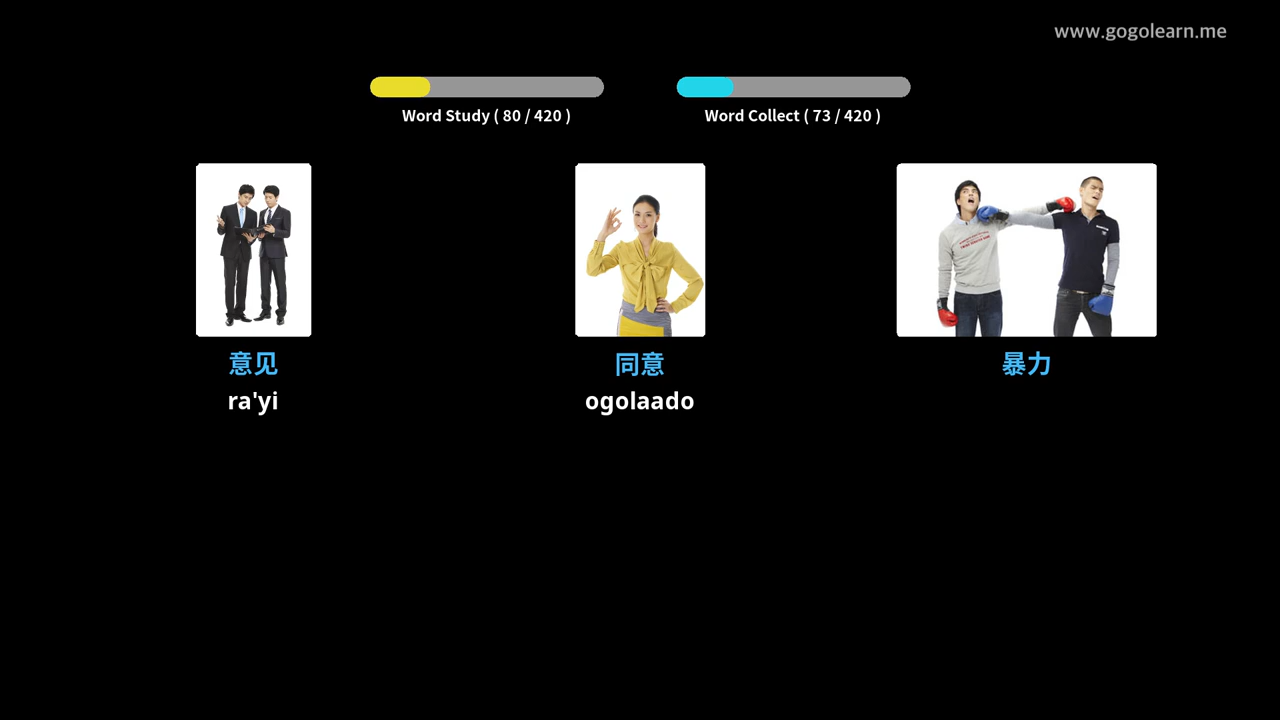 www.gogolearn.me
Word Study ( 80 / 420 )
Word Collect ( 73 / 420 )
意见
ra'yi
同意
ogolaado
暴力